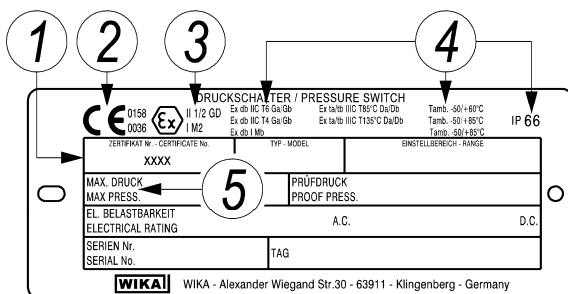 1 2 3 4
DRUCKSCHALTER / PRESSURE SWITCH
CE 0158 0036 Ex II 1/2 GD I M2
Ex db IIC T6 Ga/Gb Ex ta/tb IIIC T85°C Da/Db Tamb. -50/+60°C
Ex db IIC T4 Ga/Gb Ex ta/tb IIIC T135°C Da/Db Tamb. -50/+85°C
Ex db I Mb Tamb. -50/+85°C
IP 66
ZERTIFIKAT Nr. - CERTIFICATE No. TYP - MODEL EINSTELLBEREICH - RANGE
XXXX
5
MAX. DRUCK PRÜFDRUCK
MAX PRESS. PROOF PRESS.
EL. BELASTBARKEIT
ELECTRICAL RATING A.C. D.C.
SERIEN Nr.
SERIAL No. TAG
WIKA WIKA - Alexander Wiegand Str.30 - 63911 - Klingenberg - Germany